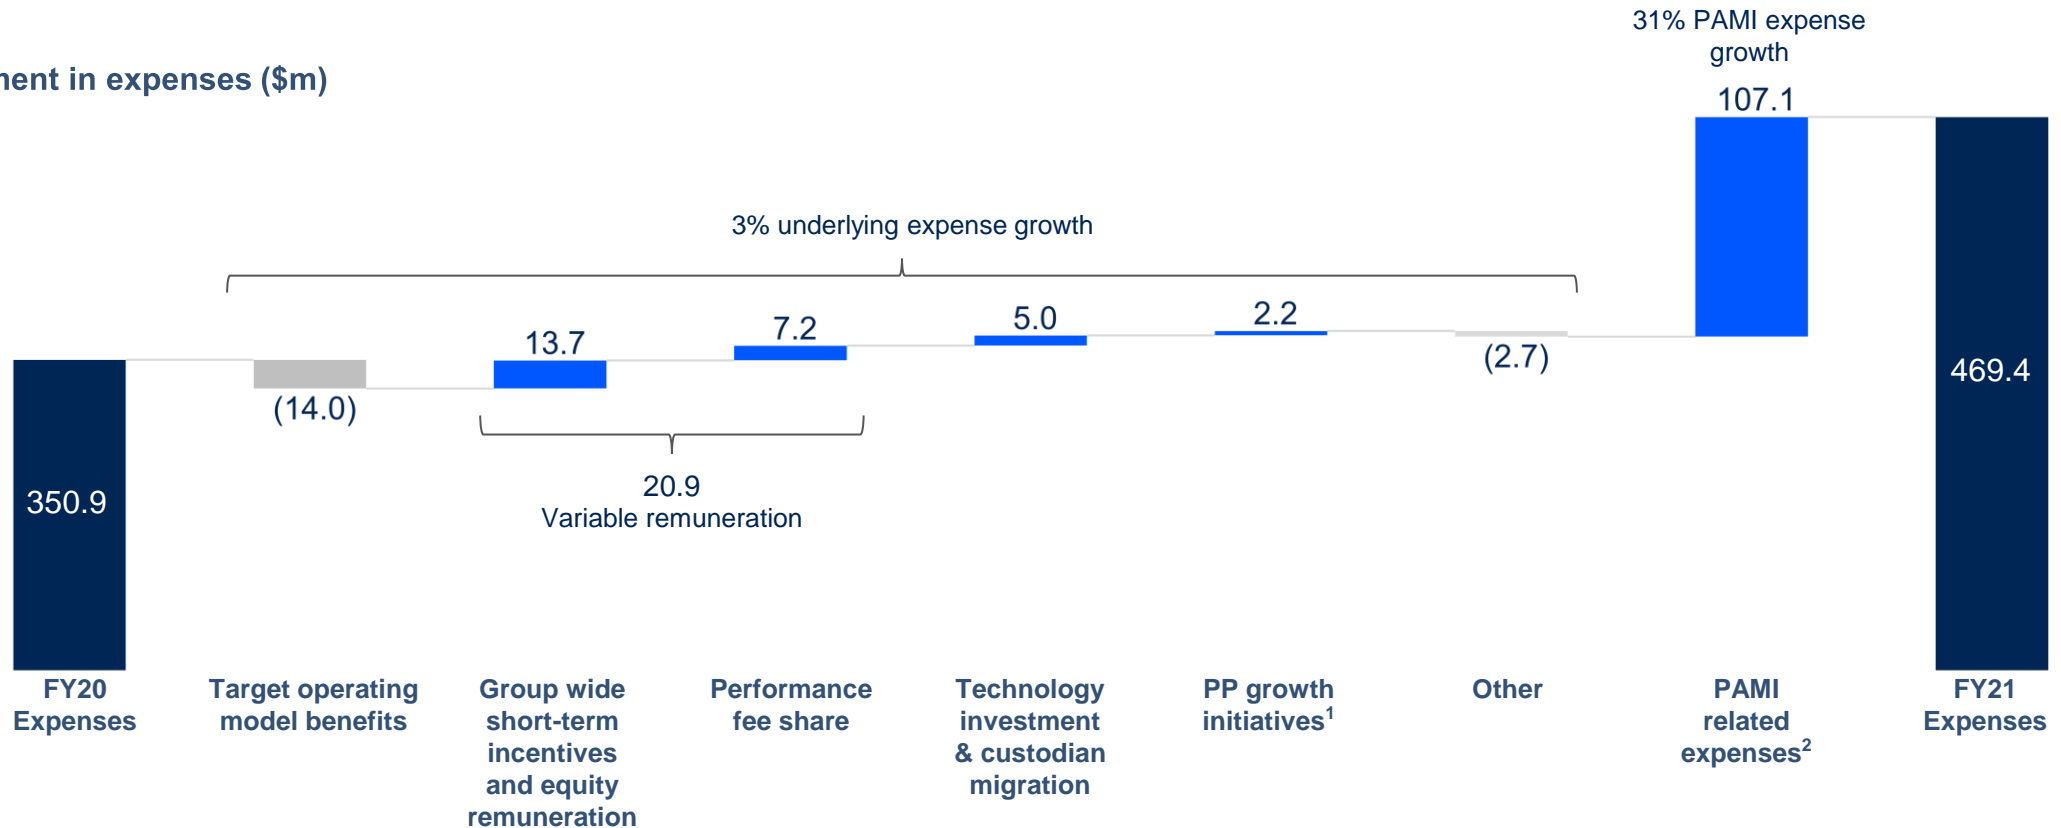 31% PAMI expense
growth
in expenses ($m)
107.1
3% underlying expense growth
13.7
7.2
5.0
2.2
(2.7)
(14.0)
469.4
350.9
20.9
Variable remuneration
FY20
Expenses
Target operating
model benefits
Group wide
short-term
incentives
and equity
remuneration
Performance
fee share
Technology
investment
& custodian
migration
PP growth
initiatives1
Other
PAMI
related
expenses2
FY21
Expenses